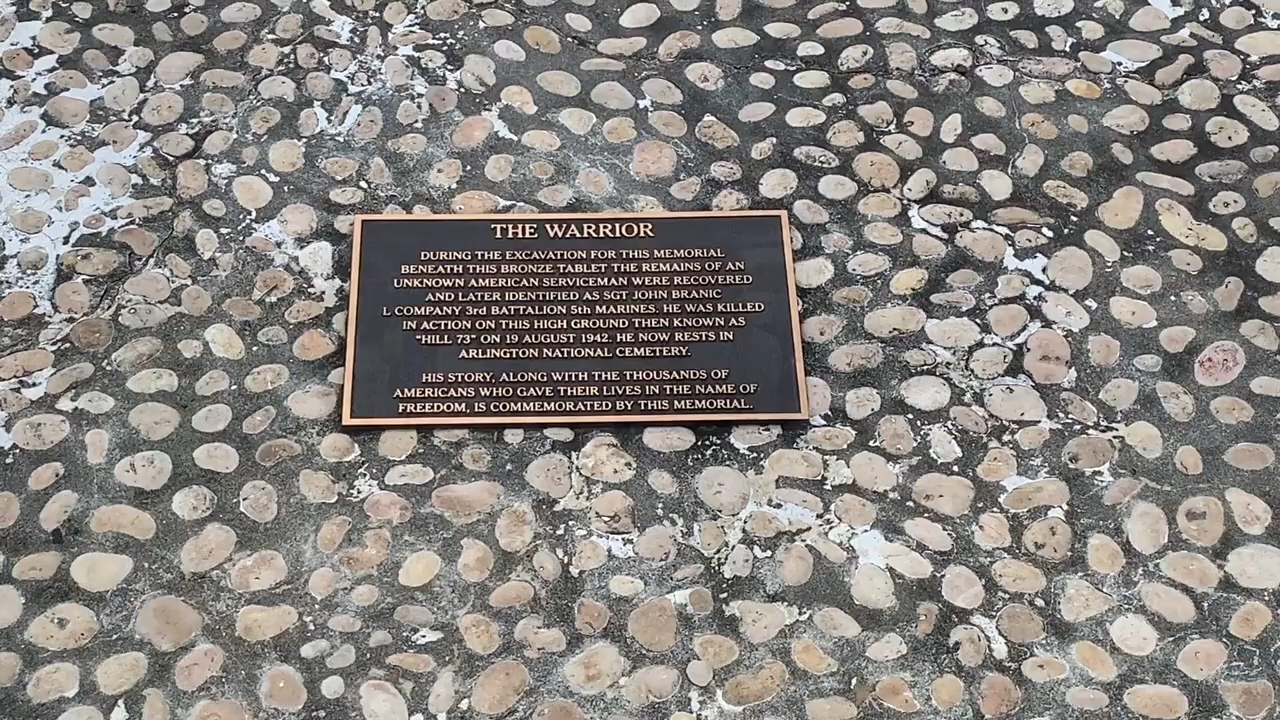 THE WARRIOR
DURING THE EXCAVATION FOR THIS MEMORIAL
BENEATH THIS BRONZE TABLET THE REMAINS OF AN
UNKNOWN AMERICAN SERVICEMAN WERE RECOVERED
AND LATER IDENTIFIED AS SGT JOHN BRANIC
L COMPANY 3rd BATTALION 5th MARINES. HE WAS KILLED
IN ACTION ON THIS HIGH GROUND THEN KNOWN AS
"HILL 73" ON 19 AUGUST 1942. HE NOW RESTS IN
ARLINGTON NATIONAL CEMETERY.
HIS STORY, ALONG WITH THE THOUSANDS OF
AMERICANS WHO GAVE THEIR LIVES IN THE NAME OF
FREEDOM, IS COMMEMORATED BY THIS MEMORIAL.